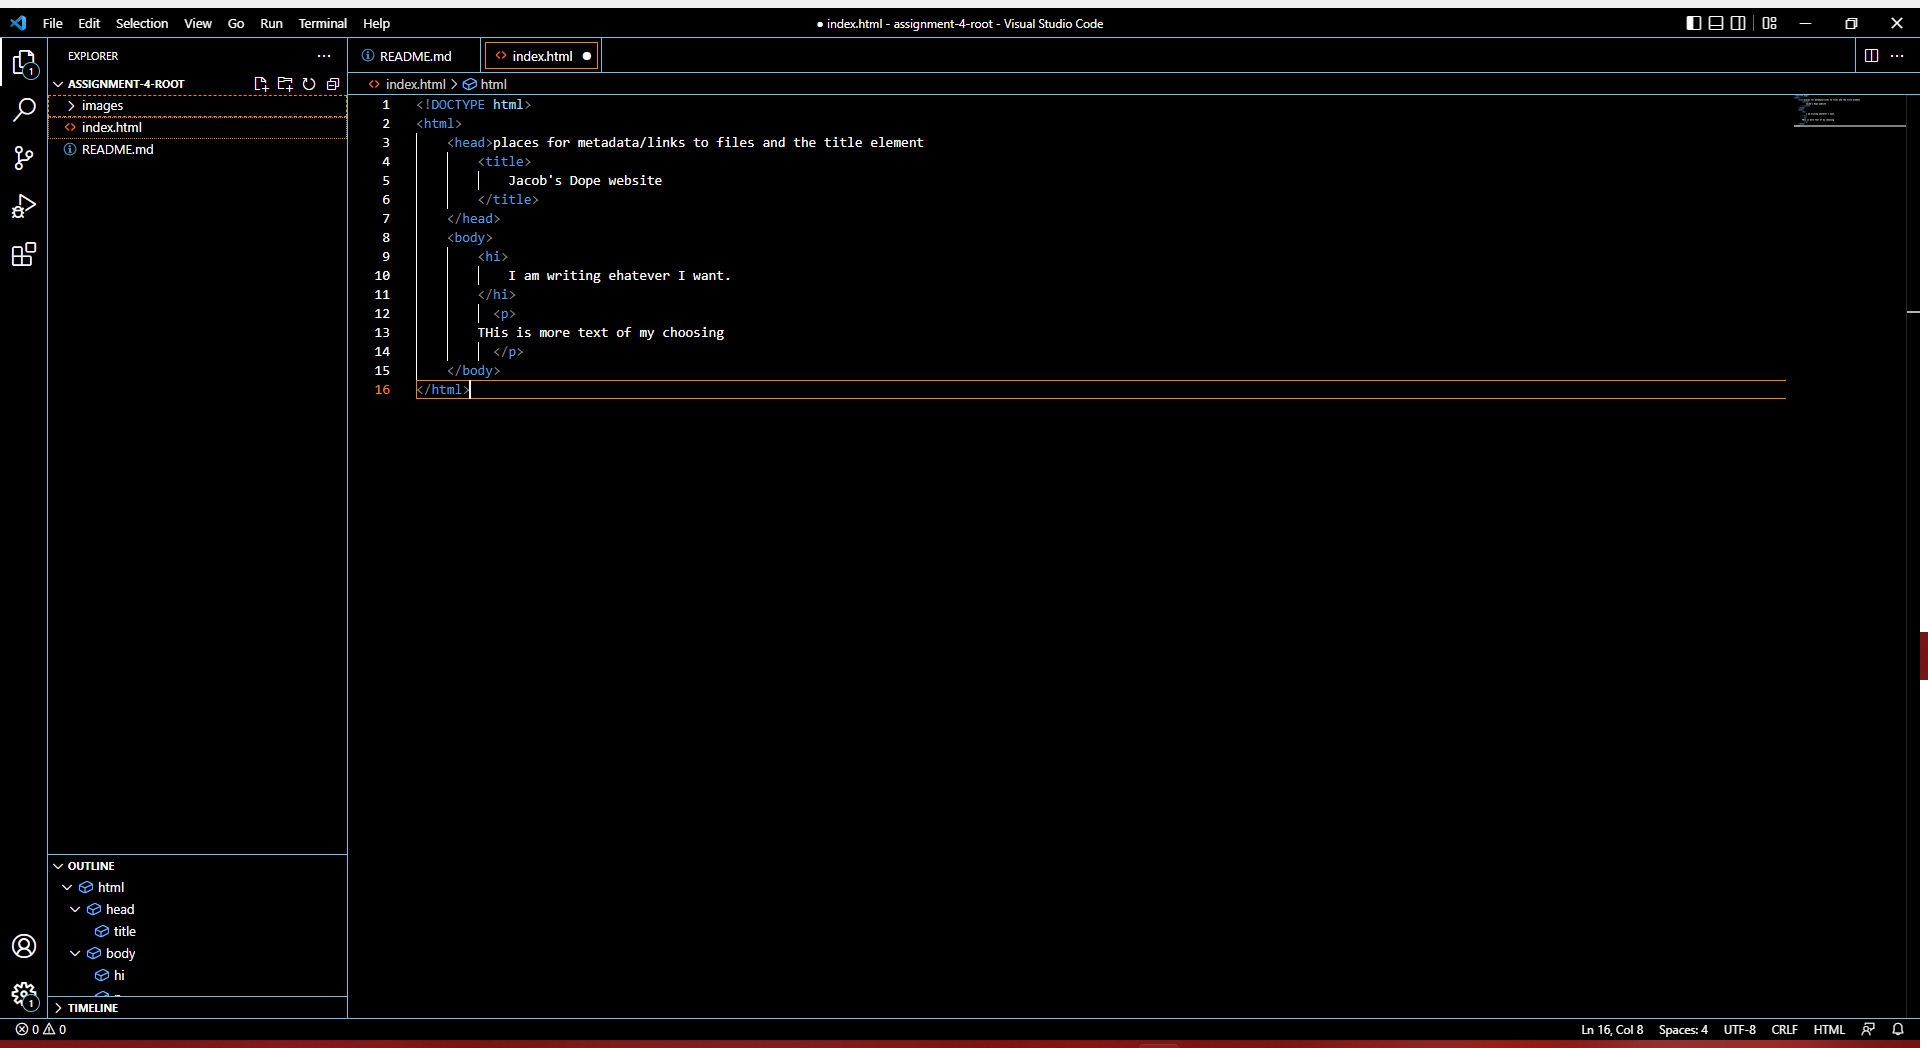 File Edit Selection View Go Run Terminal Help
● index.html - assignment-4-root - Visual Studio Code
EXPLORER
ASSIGNMENT-4-ROOT
images
index.html
README.md
README.md
index.html
index.html > html
1 <!DOCTYPE html>
2 <html>
3 <head>places for metadata/links to files and the title element
4 <title>
5 Jacob's Dope website
6 </title>
7 </head>
8 <body>
9 <hi>
10 I am writing ehatever I want.
11 </hi>
12 <p>
13 THis is more text of my choosing
14 </p>
15 </body>
16 </html>
OUTLINE
html
head
title
body
hi
TIMELINE
1
1
0 0
Ln 16, Col 8 Spaces: 4 UTF-8 CRLF HTML